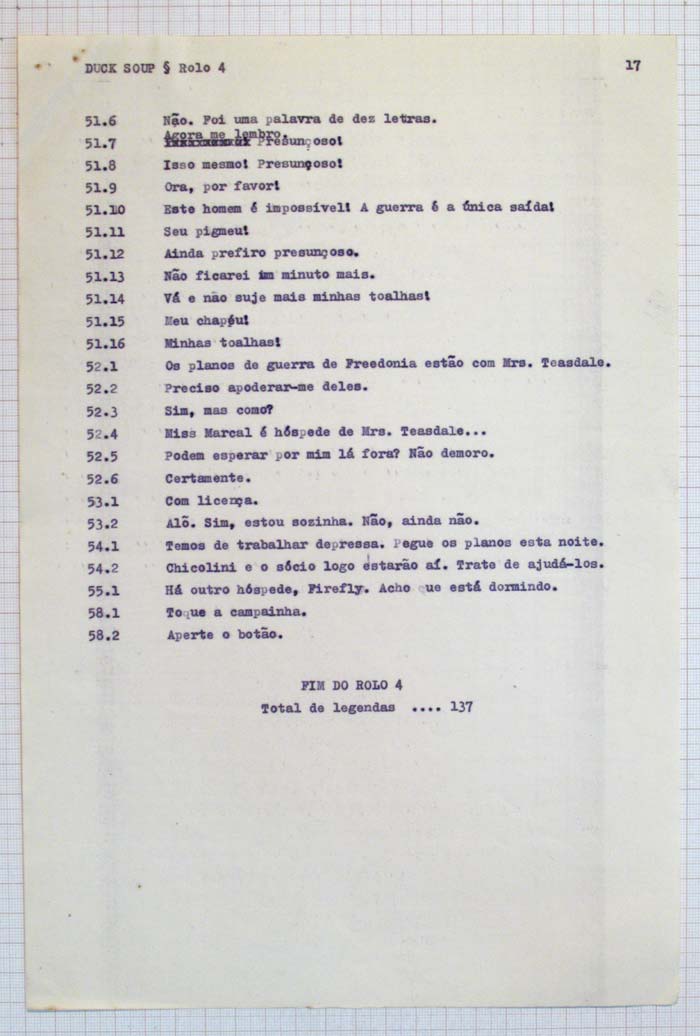 DUCK SOUP § Rolo 4 17
51.6 Não. Foi uma palavra de dez letras.
Agora me lembro.
51.7 Presunçoso!
51.8 Isso mesmo! Presunçoso!
51.9 Ora, por favor!
51.10 Este homem é impossível! A guerra é a única saída!
51.11 Seu pigmeu!
51.12 Ainda prefiro presunçoso.
51.13 Não ficarei um minuto mais.
51.14 Vá e não suje mais minhas toalhas!
51.15 Meu chapéu!
51.16 Minhas toalhas!
52.1 Os planos de guerra de Freedonia estão com Mrs. Teasdale.
52.2 Preciso apoderar-me deles.
52.3 Sim, mas como?
52.4 Miss Marcal é hóspede de Mrs. Teasdale...
52.5 Podem esperar por mim lá fora? Não demoro.
52.6 Certamente.
53.1 Com licença.
53.2 Alô. Sim, estou sozinha. Não, ainda não.
54.1 Temos de trabalhar depressa. Pegue os planos esta noite.
54.2 Chicolini e o sócio logo estarão aí. Trate de ajudá-los.
55.1 Há outro hóspede, Firefly. Acho que está dormindo.
58.1 Toque a campainha.
58.2 Aperte o botão.
FIM DO ROLO 4
Total de legendas .... 137